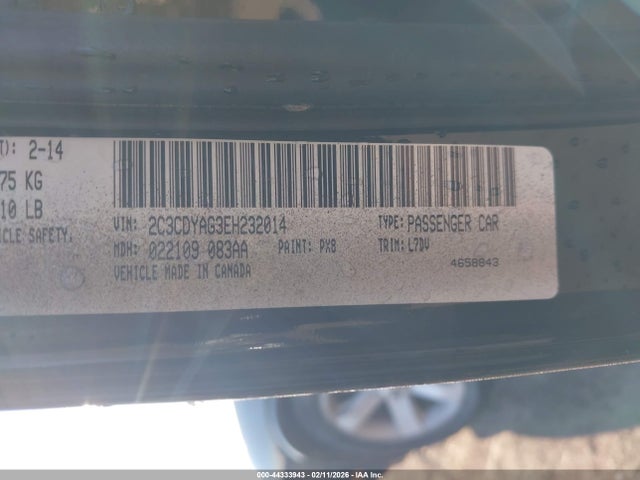 T): 2-14
75 KG
10 LB
ICLE SAFETY.
VIN: 2C3CDYAG3EH232014
TYPE: PASSENGER CAR
MDH: 022109 083AA
PAINT: PX8
TRIM: L7DV
VEHICLE MADE IN CANADA
4658843
000-44333943 - 02/11/2026 - IAA Inc.